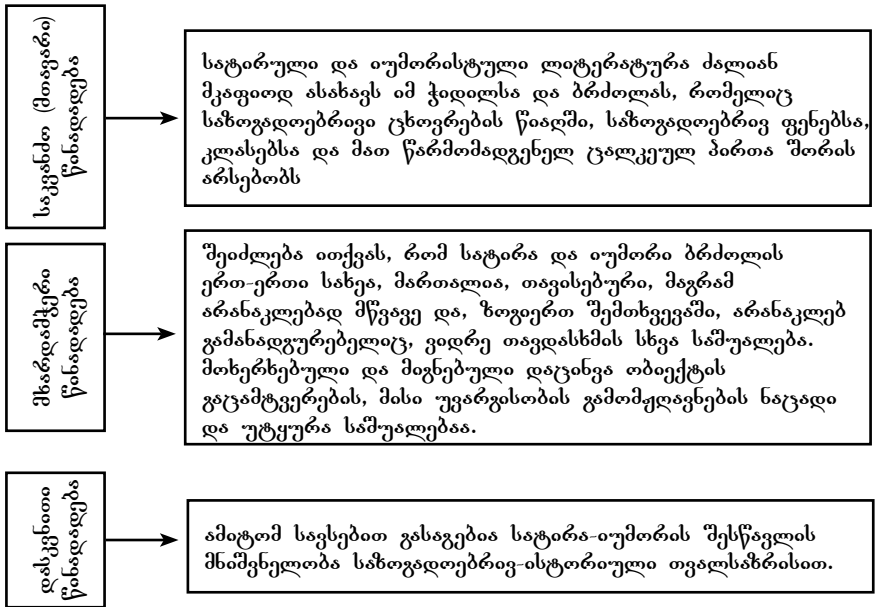 საკვანძო (მთავარი)
წინადადება
სატირული და იუმორისტული ლიტერატურა ძალიან
მკაფიოდ ასახავს იმ ჭიდილსა და ბრძოლას, რომელიც
საზოგადოებრივი ცხოვრების წიაღში, საზოგადოებრივ ფენებსა,
კლასებსა და მათ წარმომადგენელ ცალკეულ პირთა შორის
არსებობს
მხარდამჭერი
წინადადება
შეიძლება ითქვას, რომ სატირა და იუმორი ბრძოლის
ერთ-ერთი სახეა, მართალია, თავისებური, მაგრამ
არანაკლებად მწვავე და, ზოგიერთ შემთხვევაში, არანაკლებ
გამანადგურებელიც, ვიდრე თავდასხმის სხვა საშუალება.
მოხერხებული და მიგნებული დაცინვა ობიექტის
გაცამტვერების, მისი უვარგისობის გამომჟღავნების ნაცადი
და უტყურა საშუალებაა.
დასკვნითი
წინადადება
ამიტომ სავსებით გასაგებია სატირა-იუმორის შესწავლის
მნიშვნელობა საზოგადოებრივ-ისტორიული თვალსაზრისით.